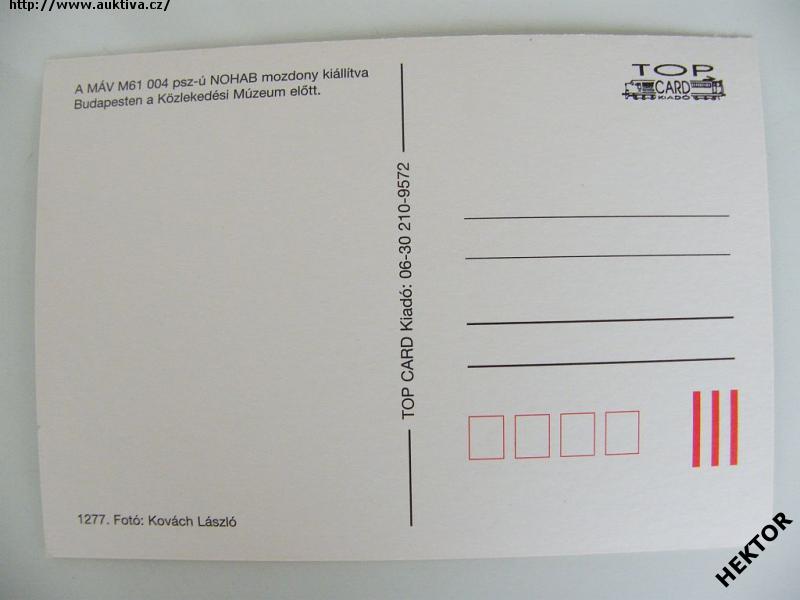 http://www.auktiva.cz/
A MÁV M61 004 psz-ú NOHAB mozdony kiállítva
Budapesten a Közlekedési Múzeum előtt.
TOP
CARD
KIADÓ
TOP CARD Kiadó: 06-30 210-9572
1277. Fotó: Kovách László
HEKTOR